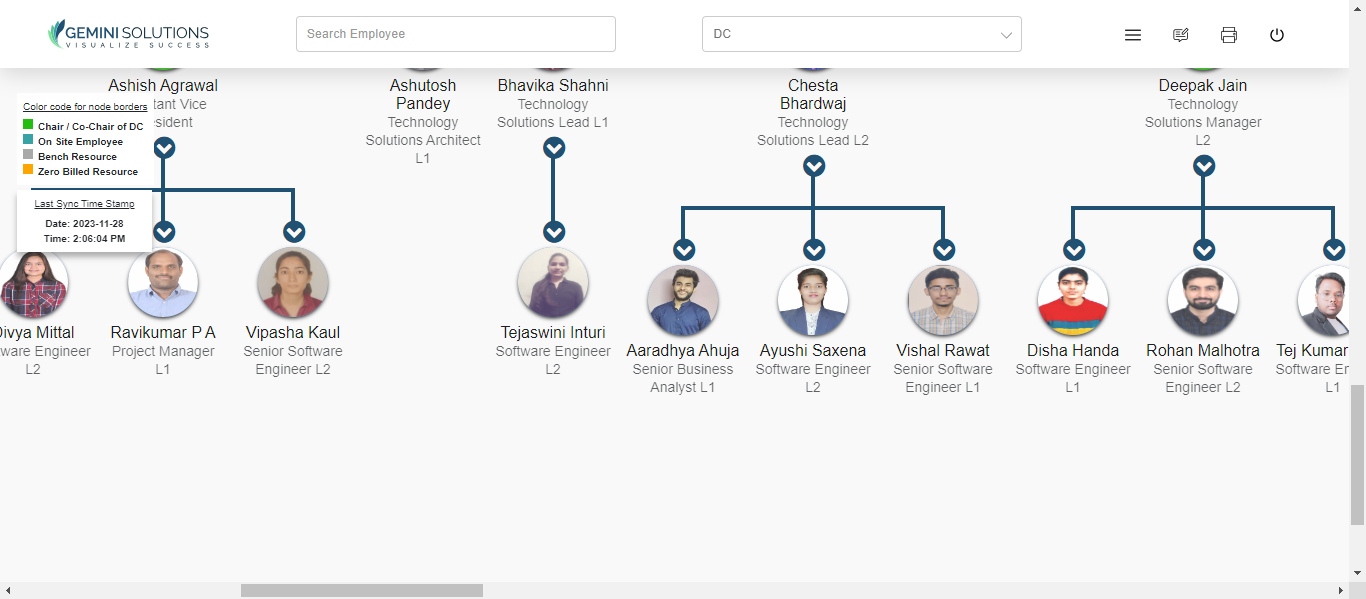 GEMINI SOLUTIONS
VISUALIZE SUCCESS
Search Employee
DC
Ashish Agrawal
tant Vice
sident
Ashutosh
Pandey
Technology
Solutions Architect
L1
Bhavika Shahni
Technology
Solutions Lead L1
Chesta
Bhardwaj
Technology
Solutions Lead L2
Deepak Jain
Technology
Solutions Manager
L2
Color code for node borders
Chair / Co-Chair of DC
On Site Employee
Bench Resource
Zero Billed Resource
Last Sync Time Stamp
Date: 2023-11-28
Time: 2:06:04 PM
Divya Mittal
ware Engineer
L2
Ravikumar P A
Project Manager
L1
Vipasha Kaul
Senior Software
Engineer L2
Tejaswini Inturi
Software Engineer
L2
Aaradhya Ahuja
Senior Business
Analyst L1
Ayushi Saxena
Software Engineer
L2
Vishal Rawat
Senior Software
Engineer L1
Disha Handa
Software Engineer
L1
Rohan Malhotra
Senior Software
Engineer L2
Tej Kumar
Software En
L1